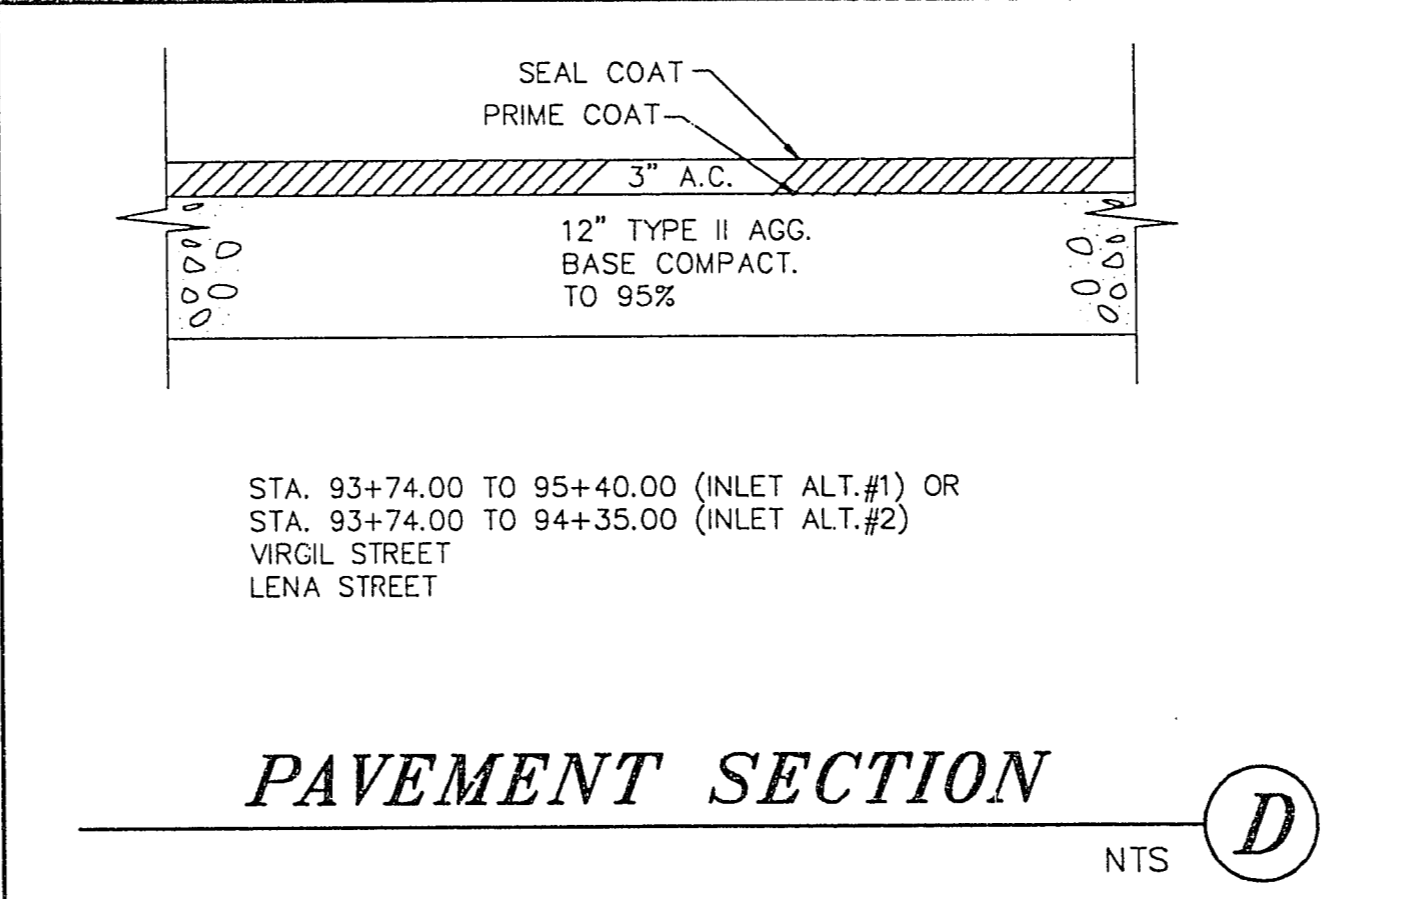 SEAL COAT
PRIME COAT
3" A.C.
12" TYPE II AGG.
BASE COMPACT.
TO 95%
STA. 93+74.00 TO 95+40.00 (INLET ALT.#1) OR
STA. 93+74.00 TO 94+35.00 (INLET ALT.#2)
VIRGIL STREET
LENA STREET
PAVEMENT SECTION
D
NTS